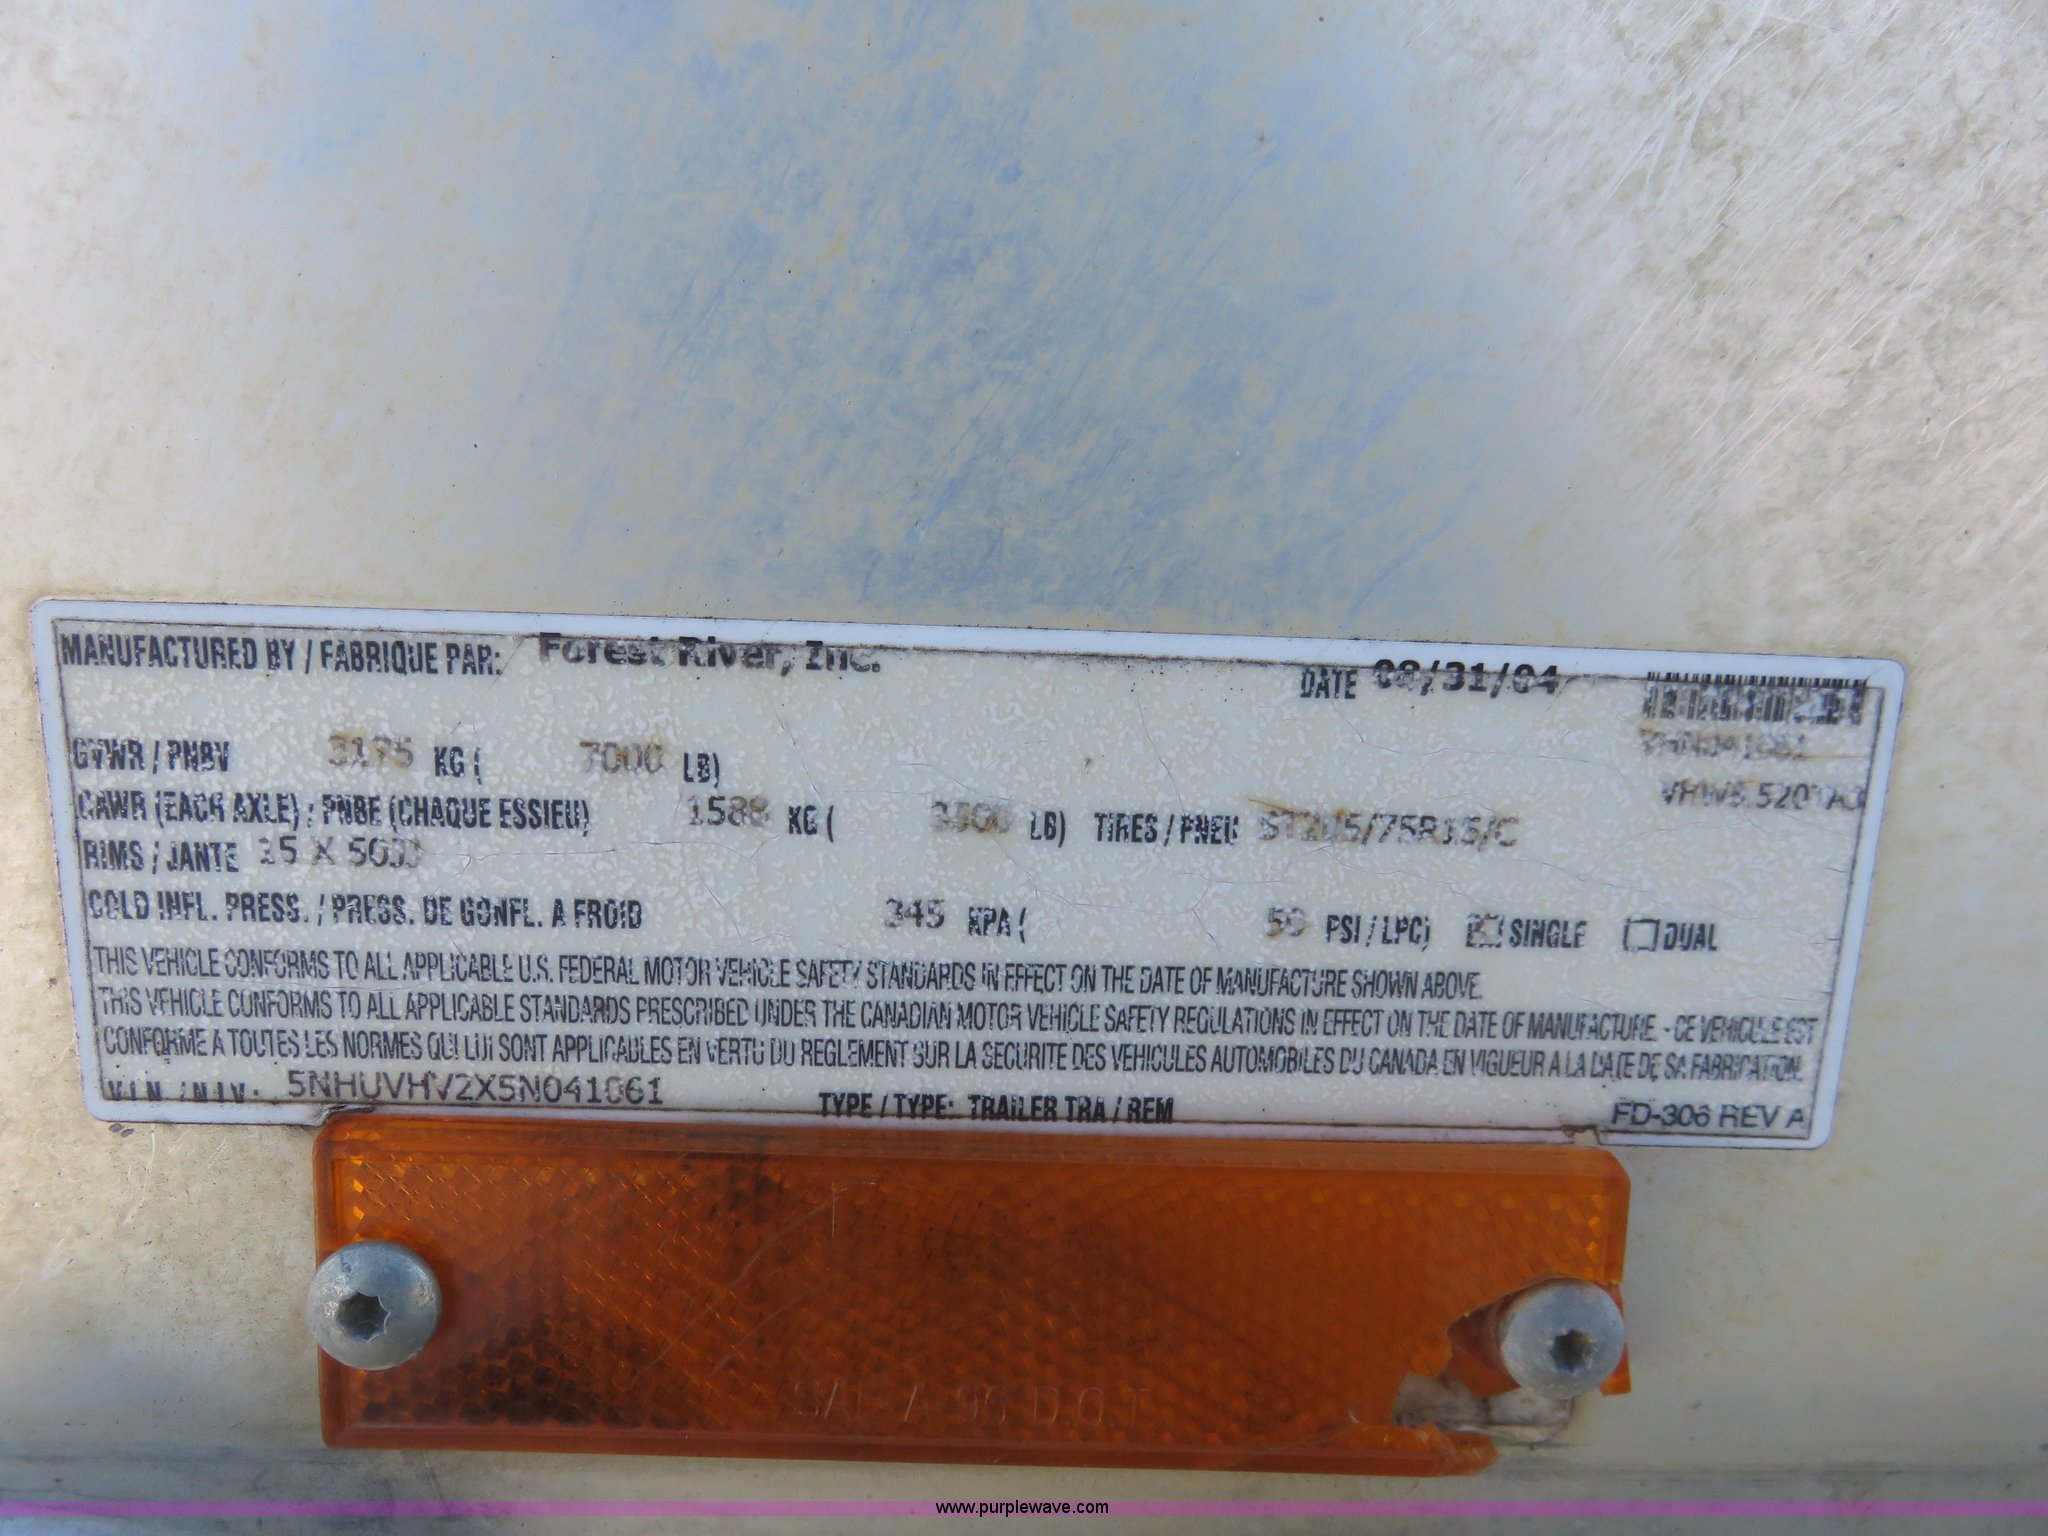 MANUFACTURED BY / FABRIQUE PAR: Forest River, Inc. DATE 08/31/04
GVWR / PNBV 3175 KG ( 7000 LB)
GAWR (EACH AXLE) / PNBE (CHAQUE ESSIEU) 1588 KG ( 3500 LB) TIRES / PNEU ST205/75R15/C
RIMS / JANTE 15 X 500J
COLD INFL. PRESS. / PRESS. DE GONFL. A FROID 345 KPA ( 50 PSI / LPC) SINGLE DUAL
THIS VEHICLE CONFORMS TO ALL APPLICABLE U.S. FEDERAL MOTOR VEHICLE SAFETY STANDARDS IN EFFECT ON THE DATE OF MANUFACTURE SHOWN ABOVE.
THIS VEHICLE CONFORMS TO ALL APPLICABLE STANDARDS PRESCRIBED UNDER THE CANADIAN MOTOR VEHICLE SAFETY REGULATIONS IN EFFECT ON THE DATE OF MANUFACTURE. - CE VEHICULE EST
CONFORME A TOUTES LES NORMES QUI LUI SONT APPLICABLES EN VERTU DU REGLEMENT SUR LA SECURITE DES VEHICULES AUTOMOBILES DU CANADA EN VIGUEUR A LA DATE DE SA FABRICATION.
V.I.N. / N.I.V.: 5NHUVHV2X5N041061 TYPE / TYPE: TRAILER TRA / REM FD-306 REV A
SAE A 90 D.O.T
www.purplewave.com